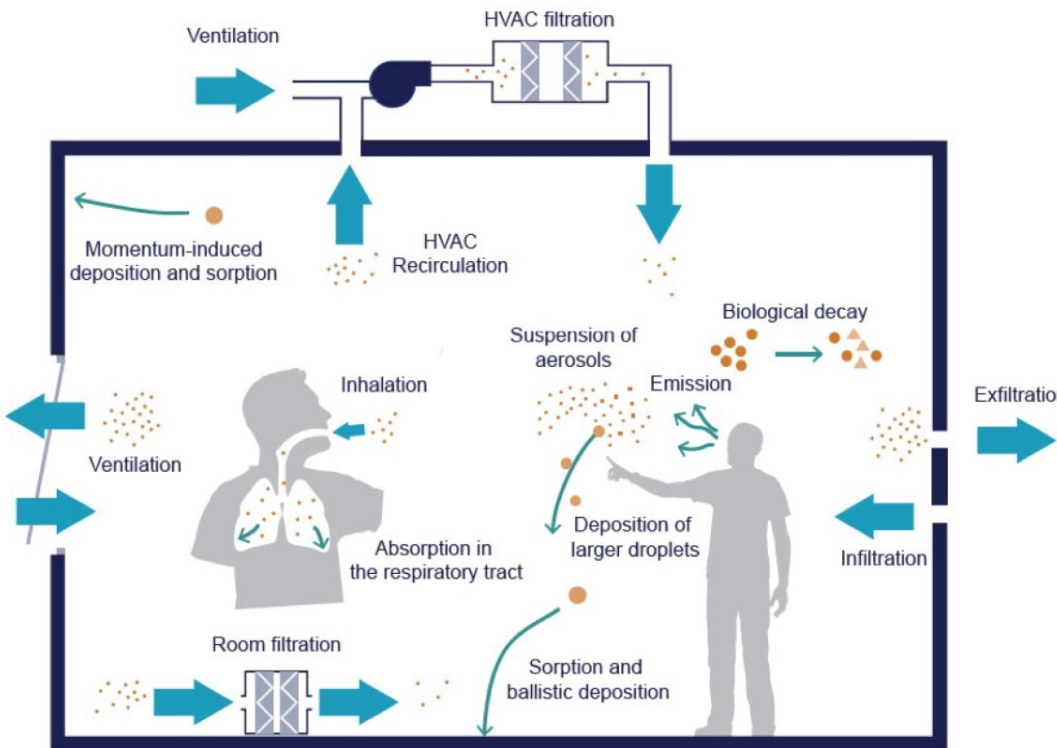 HVAC filtration
Ventilation
Momentum-induced
deposition and sorption
HVAC
Recirculation
Biological decay
Suspension of
aerosols
Emission
Inhalation
Exfiltratio
Ventilation
Deposition of
larger droplets
Absorption in
the respiratory tract
Infiltration
Room filtration
Sorption and
ballistic deposition